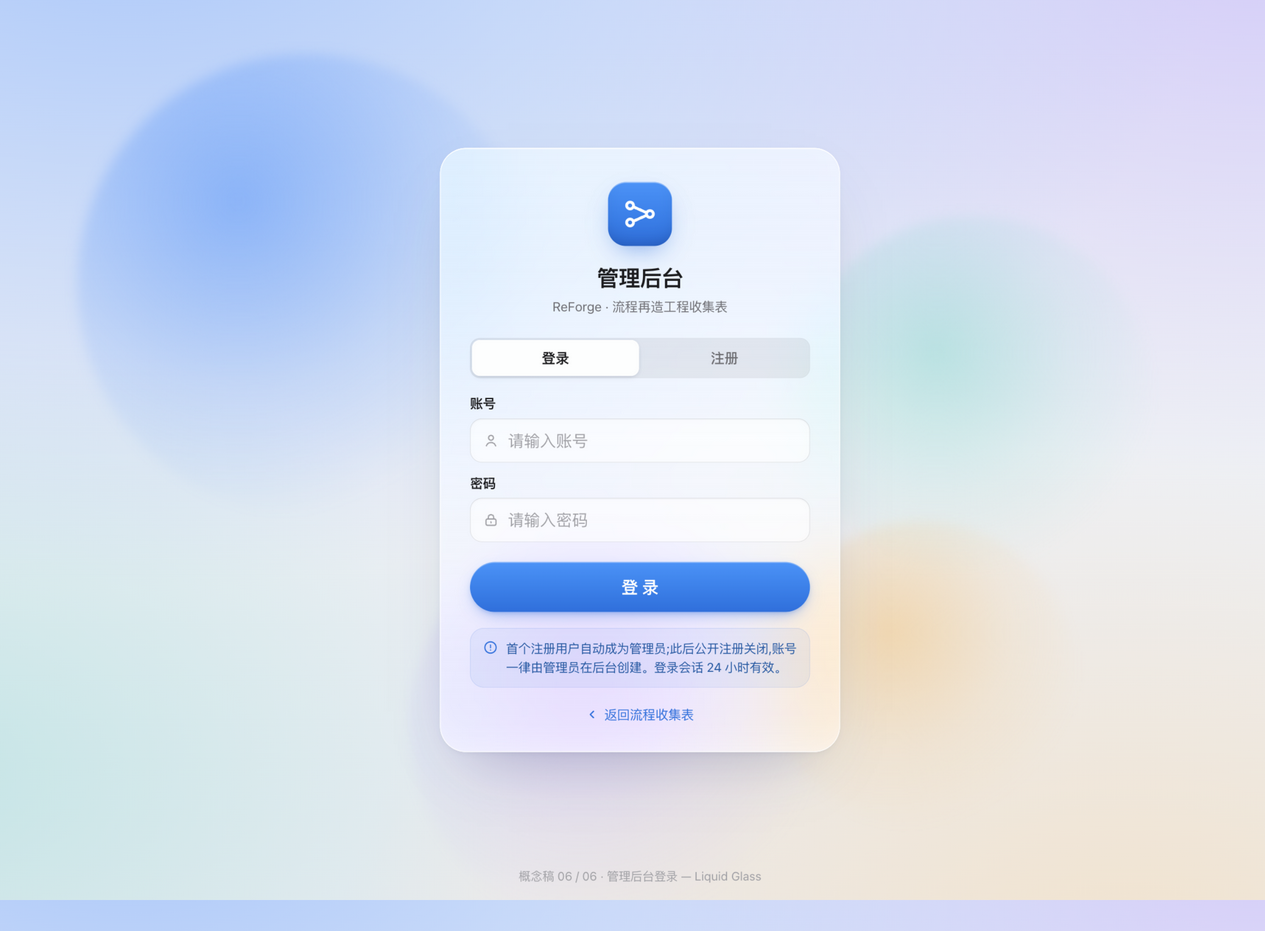 管理后台
ReForge · 流程再造工程收集表
登录
注册
账号
请输入账号
密码
请输入密码
登 录
首个注册用户自动成为管理员;此后公开注册关闭,账号
一律由管理员在后台创建。登录会话 24 小时有效。
返回流程收集表
概念稿 06 / 06 · 管理后台登录 — Liquid Glass